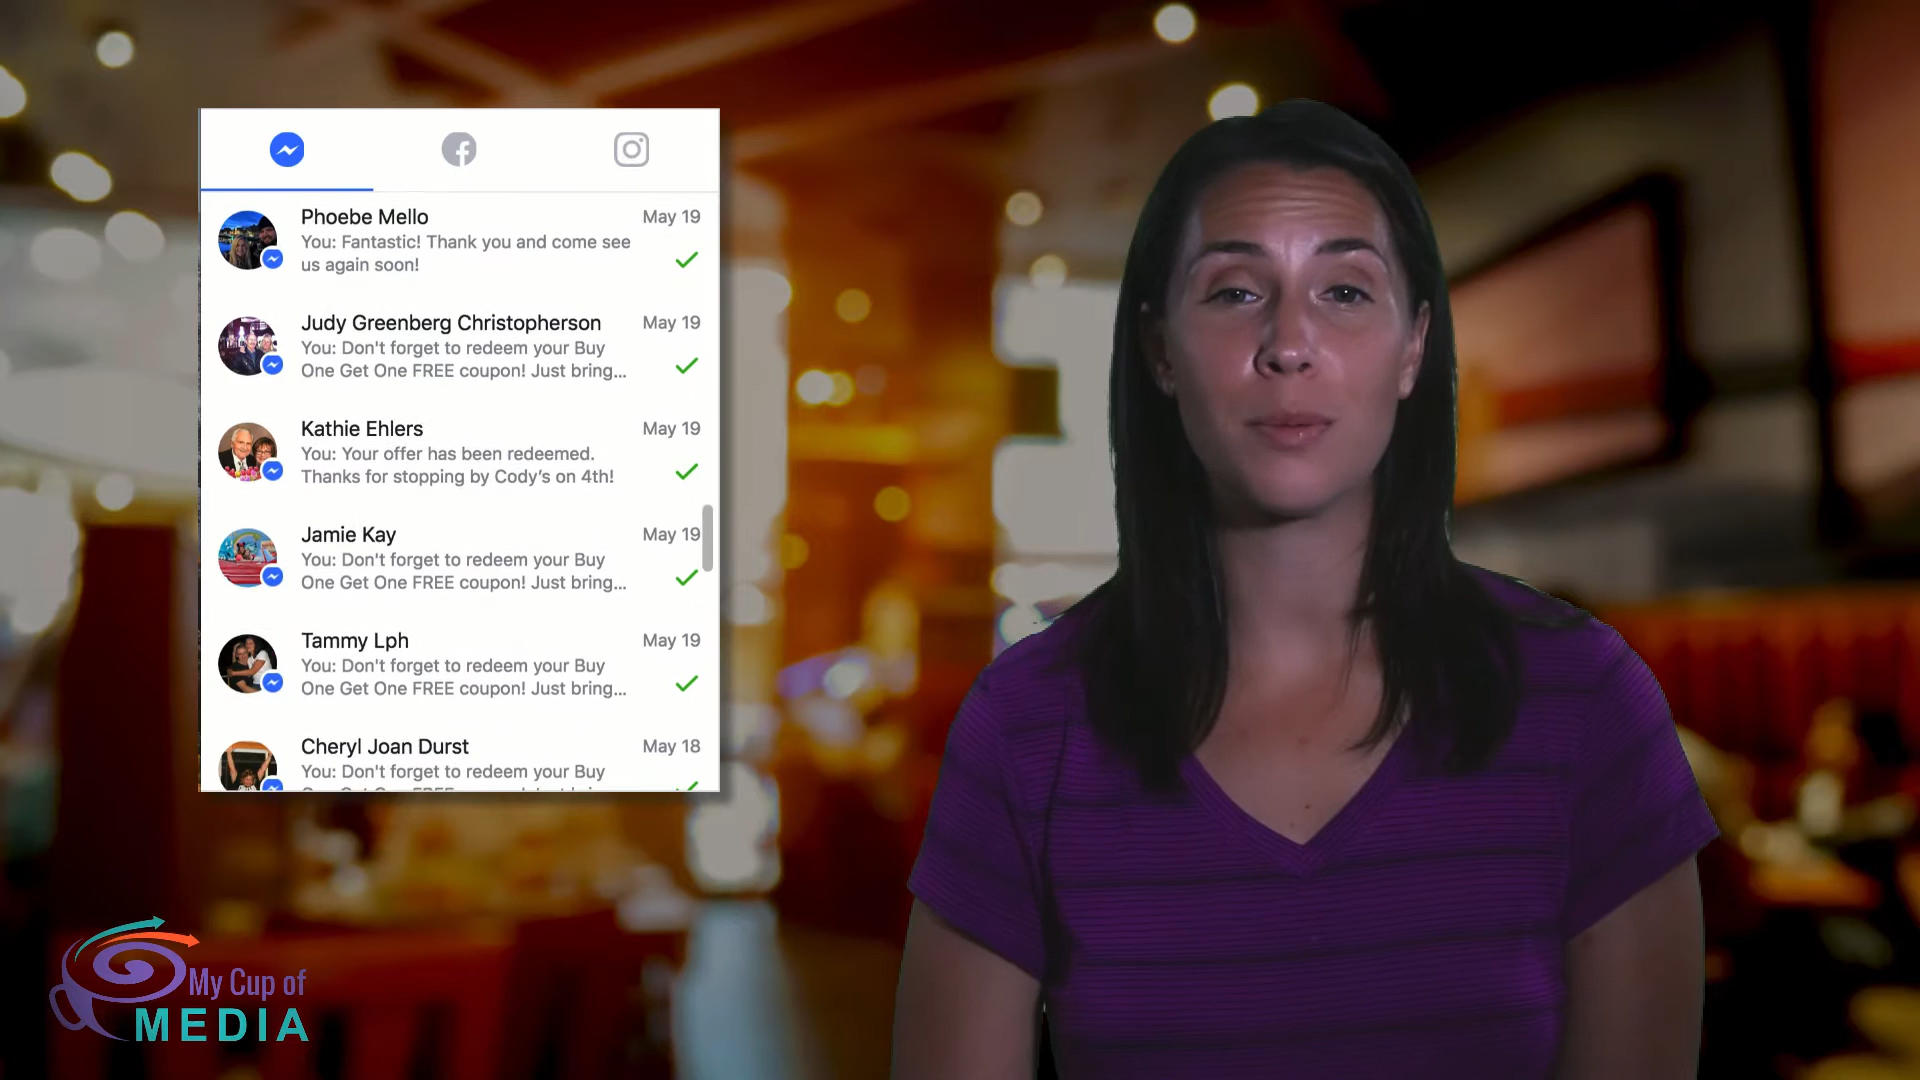 Phoebe Mello
May 19
You: Fantastic! Thank you and come see
us again soon!
Judy Greenberg Christopherson
May 19
You: Don't forget to redeem your Buy
One Get One FREE coupon! Just bring...
Kathie Ehlers
May 19
You: Your offer has been redeemed.
Thanks for stopping by Cody’s on 4th!
Jamie Kay
May 19
You: Don't forget to redeem your Buy
One Get One FREE coupon! Just bring...
Tammy Lph
May 19
You: Don't forget to redeem your Buy
One Get One FREE coupon! Just bring...
Cheryl Joan Durst
May 18
You: Don't forget to redeem your Buy
My Cup of
MEDIA